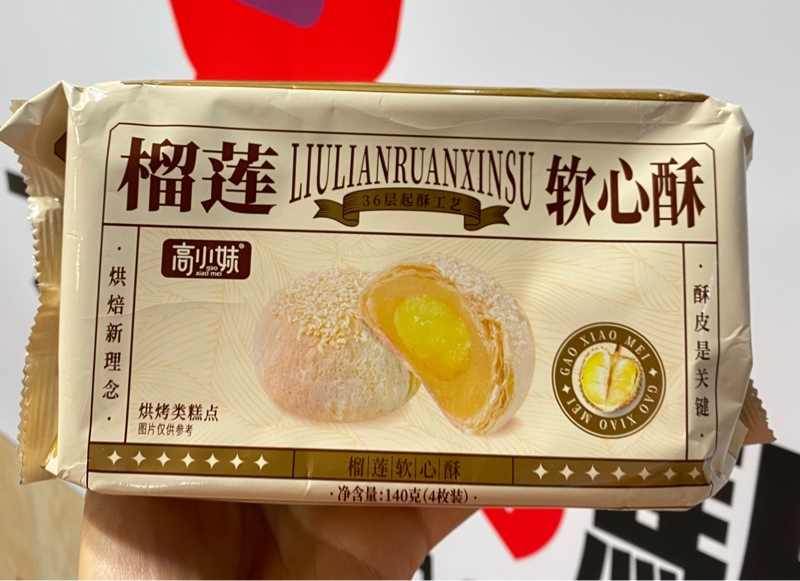 榴莲 LIULIANRUANXINSU 软心酥
36层起酥工艺
高小妹®
gao
xiao mei
·烘焙新理念·
·酥皮是关键·
GAO XIAO MEI · GAO XIAO MEI ·
烘烤类糕点
图片仅供参考
榴莲软心酥
·净含量:140克(4枚装)·